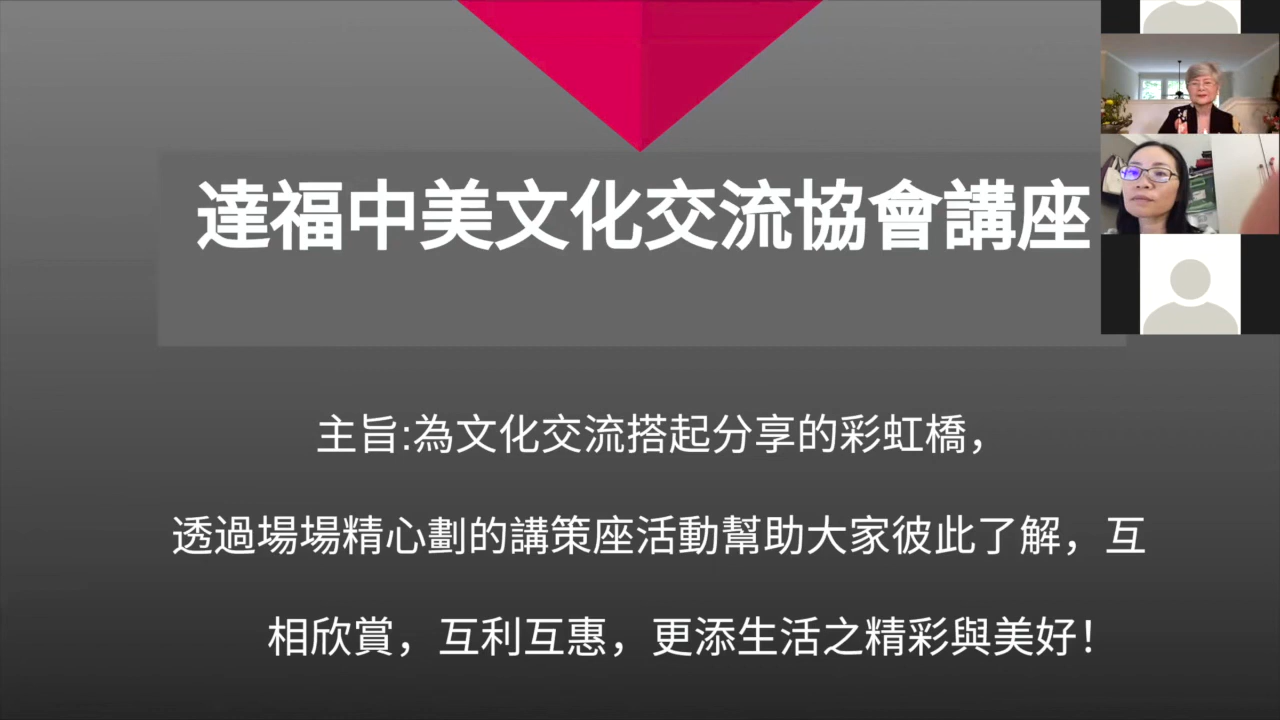 達福中美文化交流協會講座
主旨:為文化交流搭起分享的彩虹橋，
透過場場精心劃的講策座活動幫助大家彼此了解，互
相欣賞，互利互惠，更添生活之精彩與美好！